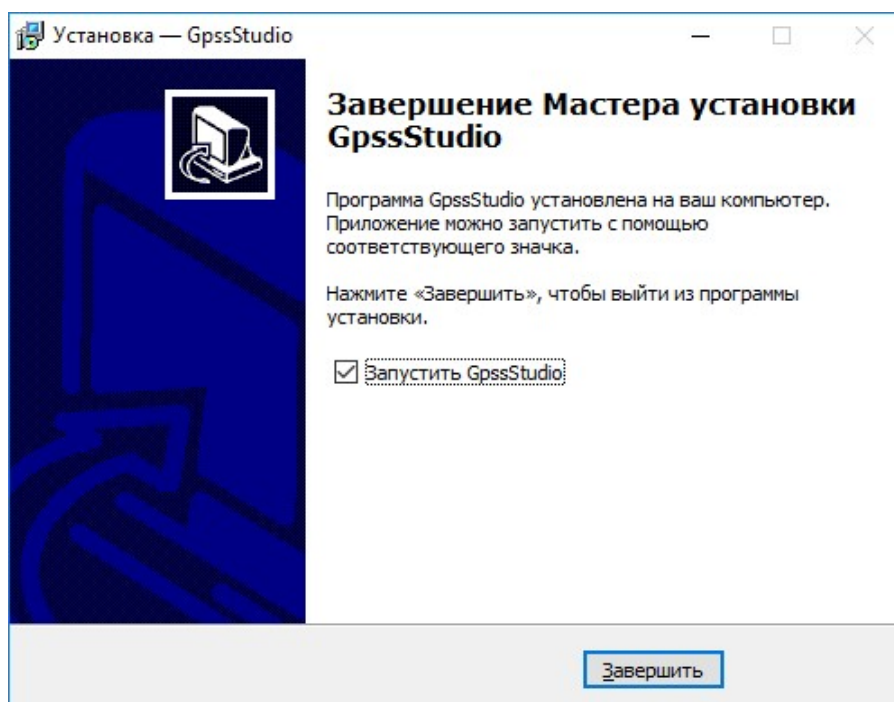 Установка — GpssStudio
Завершение Мастера установки
GpssStudio
Программа GpssStudio установлена на ваш компьютер.
Приложение можно запустить с помощью
соответствующего значка.
Нажмите «Завершить», чтобы выйти из программы
установки.
Запустить GpssStudio
Завершить